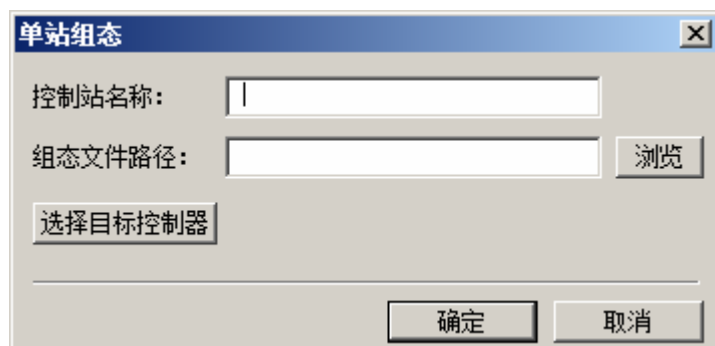 单站组态
控制站名称:
组态文件路径: 浏览
选择目标控制器
确定 取消